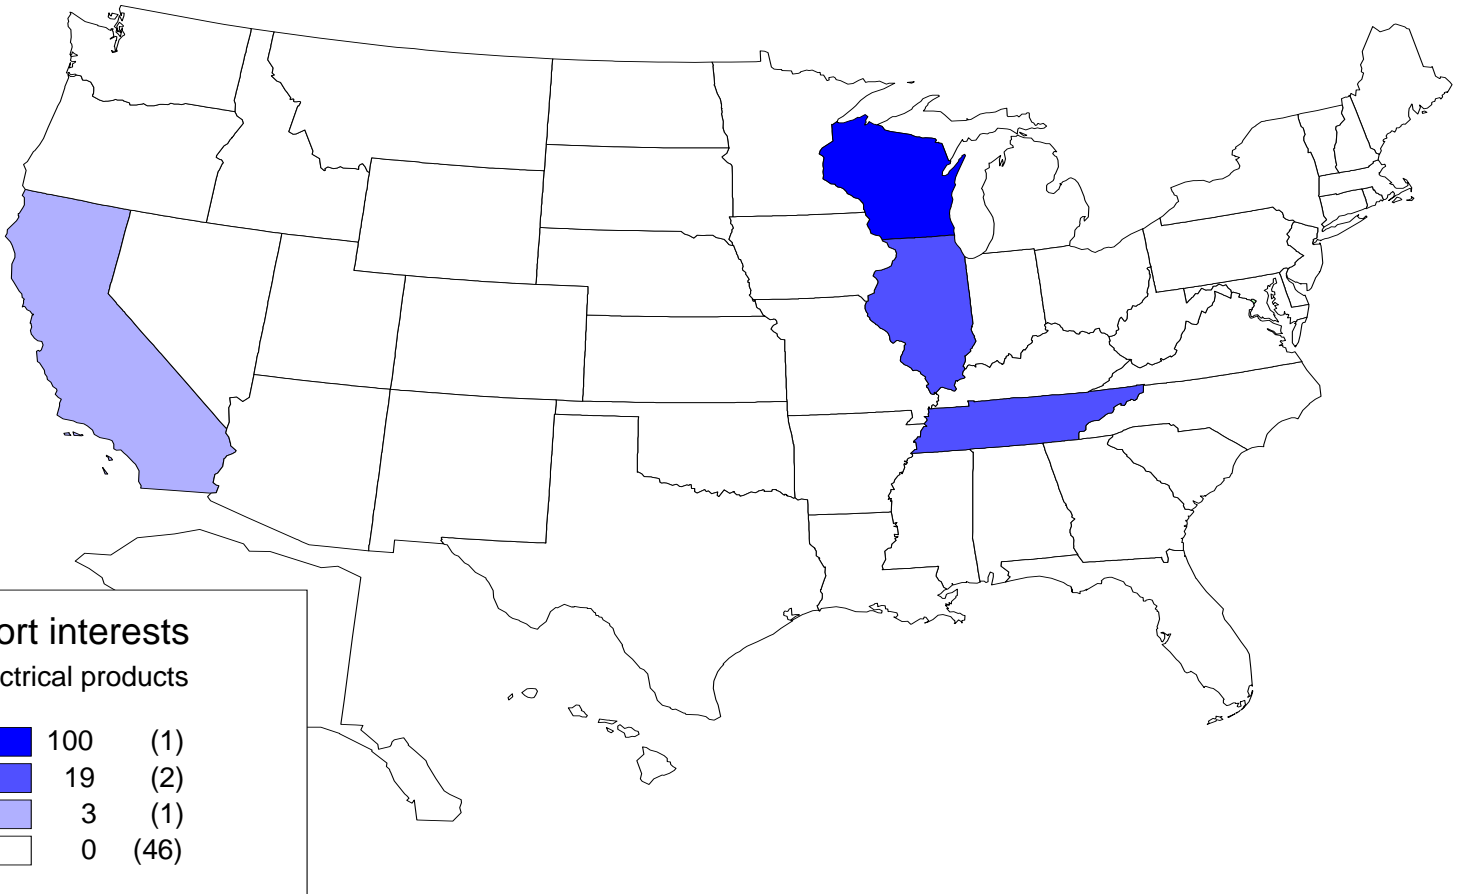 ort interests
ctrical products
100 (1)
19 (2)
3 (1)
0 (46)